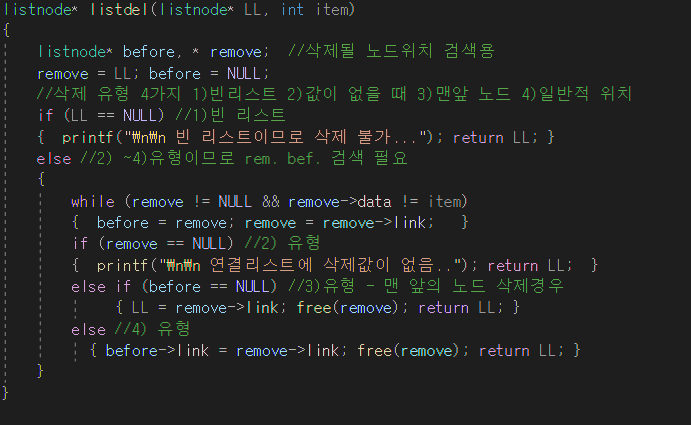 listnode* listdel(listnode* LL, int item)
{
listnode* before, * remove; //삭제될 노드위치 검색용
remove = LL; before = NULL;
//삭제 유형 4가지 1)빈리스트 2)값이 없을 때 3)맨앞 노드 4)일반적 위치
if (LL == NULL) //1)빈 리스트
{ printf("₩n₩n 빈 리스트이므로 삭제 불가..."); return LL; }
else //2) ~4)유형이므로 rem. bef. 검색 필요
{
while (remove != NULL && remove->data != item)
{ before = remove; remove = remove->link; }
if (remove == NULL) //2) 유형
{ printf("₩n₩n 연결리스트에 삭제값이 없음.."); return LL; }
else if (before == NULL) //3)유형 - 맨 앞의 노드 삭제경우
{ LL = remove->link; free(remove); return LL; }
else //4) 유형
{ before->link = remove->link; free(remove); return LL; }
}
}